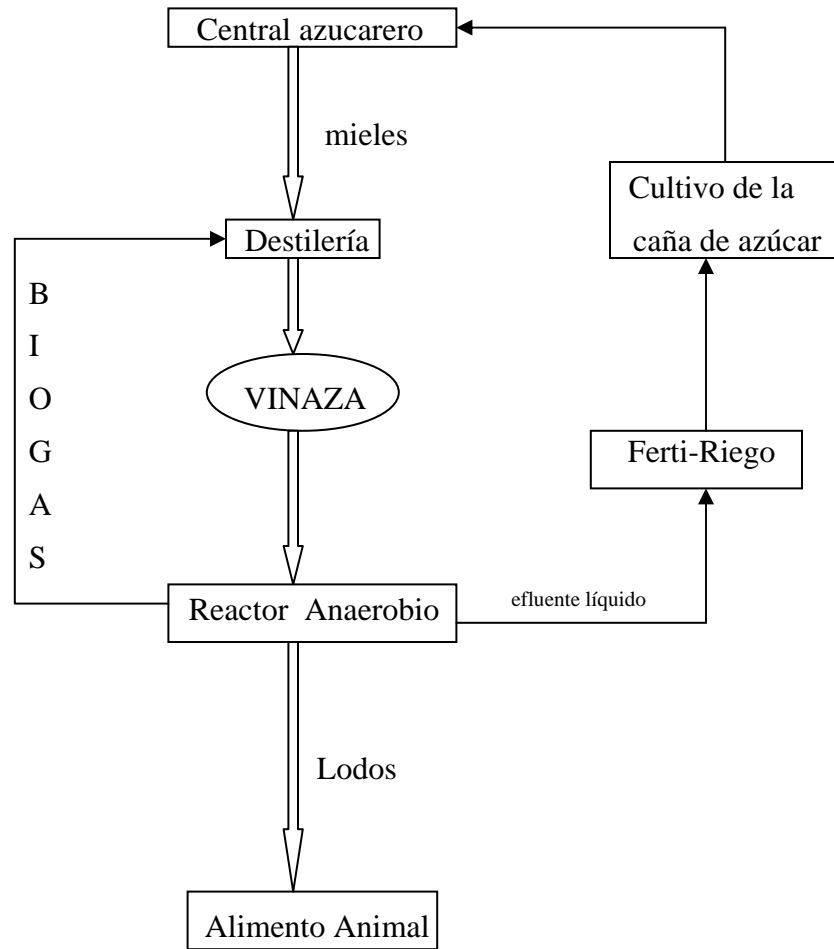 Central azucarero
mieles
Cultivo de la
caña de azúcar
Destilería
B
I
O
G
A
S
VINAZA
Ferti-Riego
Reactor Anaerobio
efluente líquido
Lodos
Alimento Animal